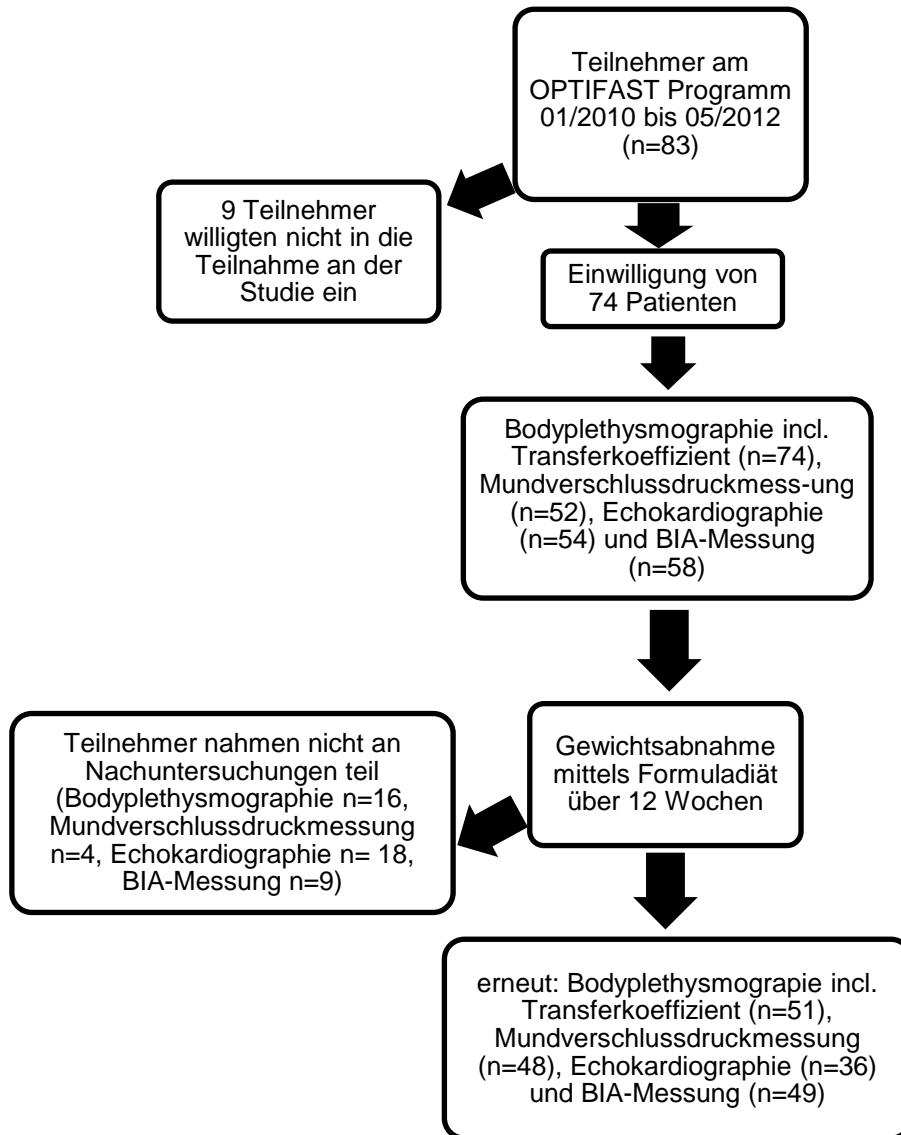 Teilnehmer am
OPTIFAST Programm
01/2010 bis 05/2012
(n=83)
9 Teilnehmer
willigten nicht in die
Teilnahme an der
Studie ein
Einwilligung von
74 Patienten
Bodyplethysmographie incl.
Transferkoeffizient (n=74),
Mundverschlussdruckmess-ung
(n=52), Echokardiographie
(n=54) und BIA-Messung
(n=58)
Gewichtsabnahme
mittels Formuladiät
über 12 Wochen
Teilnehmer nahmen nicht an
Nachuntersuchungen teil
(Bodyplethysmographie n=16,
Mundverschlussdruckmessung
n=4, Echokardiographie n= 18,
BIA-Messung n=9)
erneut: Bodyplethysmograpie incl.
Transferkoeffizient (n=51),
Mundverschlussdruckmessung
(n=48), Echokardiographie (n=36)
und BIA-Messung (n=49)